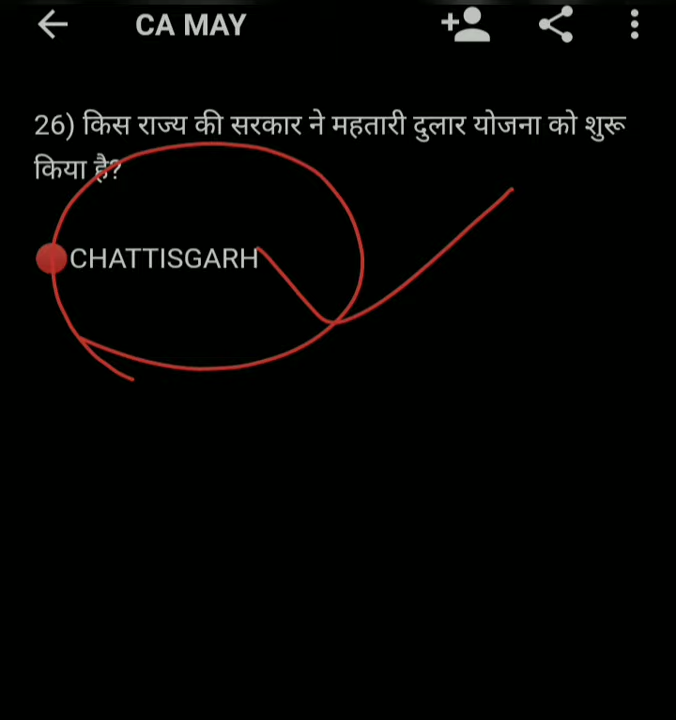 CA MAY
26) किस राज्य की सरकार ने महतारी दुलार योजना को शुरू
किया है?
CHATTISGARH